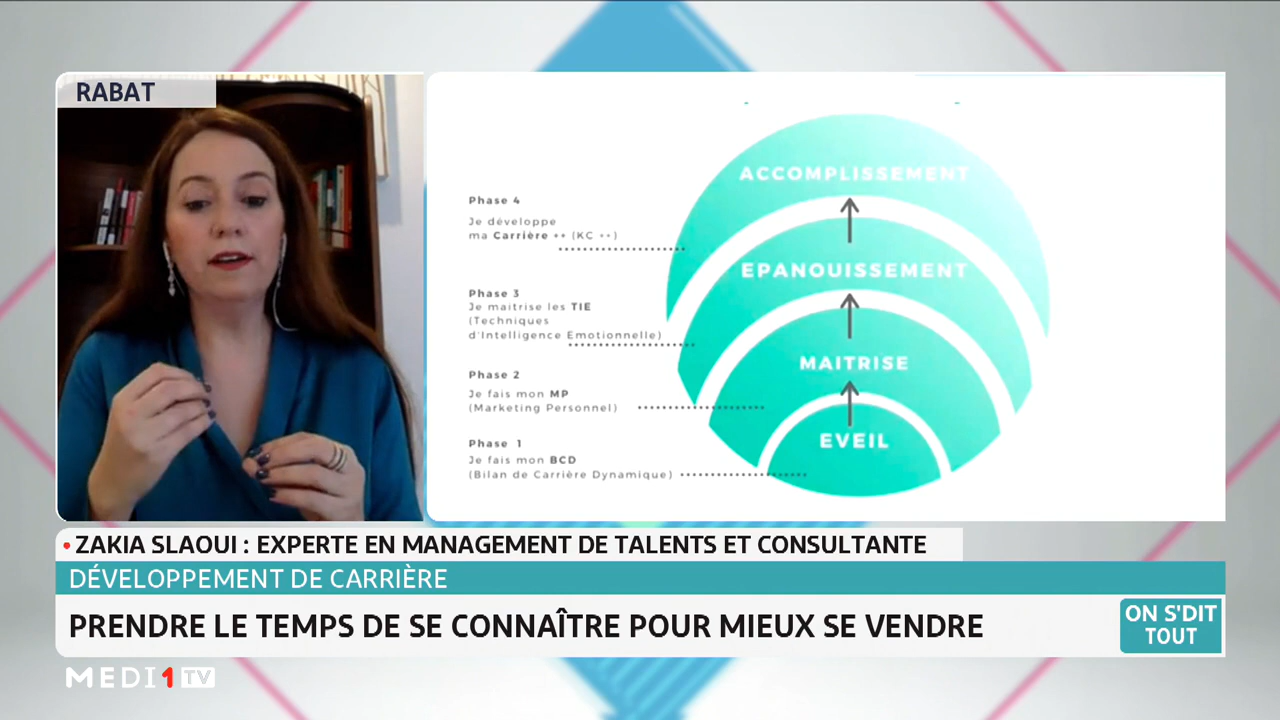 RABAT
ACCOMPLISSEMENT
Phase 4
Je développe
ma Carrière ++ (KC ++)
EPANOUISSEMENT
Phase 3
Je maitrise les TIE
(Techniques
d'Intelligence Emotionnelle)
MAITRISE
Phase 2
Je fais mon MP
(Marketing Personnel)
EVEIL
Phase 1
Je fais mon BCD
(Bilan de Carrière Dynamique)
ZAKIA SLAOUI : EXPERTE EN MANAGEMENT DE TALENTS ET CONSULTANTE
DÉVELOPPEMENT DE CARRIÈRE
PRENDRE LE TEMPS DE SE CONNAÎTRE POUR MIEUX SE VENDRE
ON S'DIT
TOUT
MEDI1TV